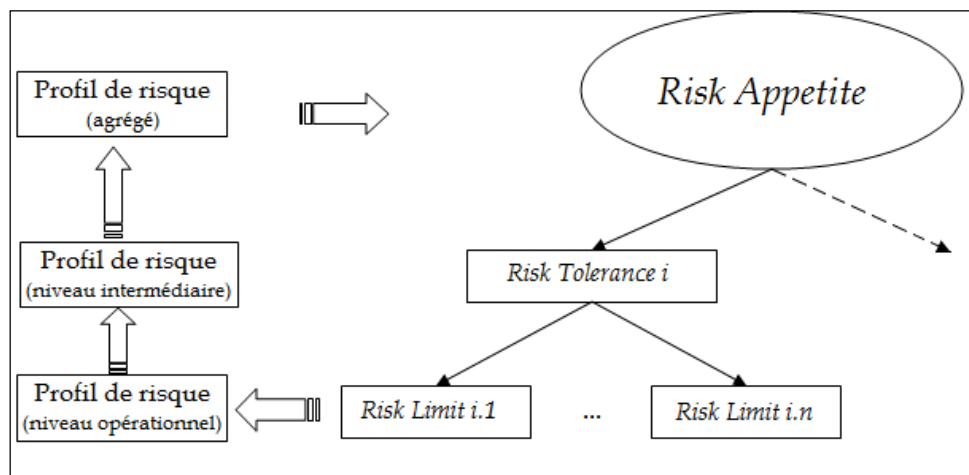 Profil de risque
(agrégé)
Risk Appetite
Profil de risque
(niveau intermédiaire)
Risk Tolerance i
Profil de risque
(niveau opérationnel)
Risk Limit i.1
...
Risk Limit i.n